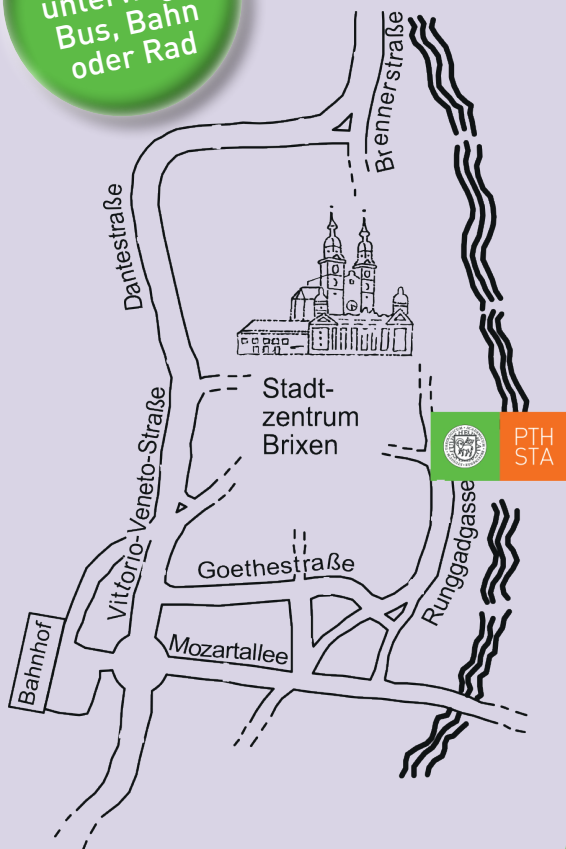 Bus, Bahn
oder Rad
Brennerstraße
Dantestraße
Stadt-
zentrum
Brixen
PTH
STA
Vittorio-Veneto-Straße
Runggadgasse
Goethestraße
Mozartallee
Bahnhof